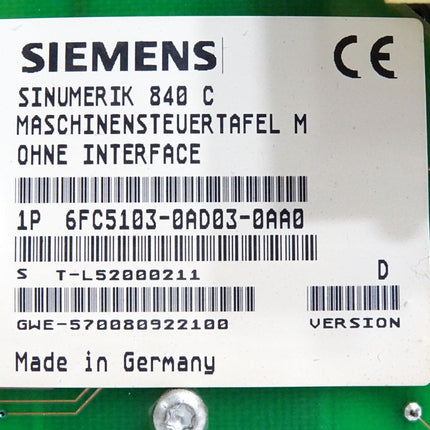 SIEMENS CE
SINUMERIK 840 C
MASCHINENSTEUERTAFEL M
OHNE INTERFACE
1P 6FC5103-0AD03-0AA0
S T-L52000211 D
GWE-570080922100 VERSION
Made in Germany